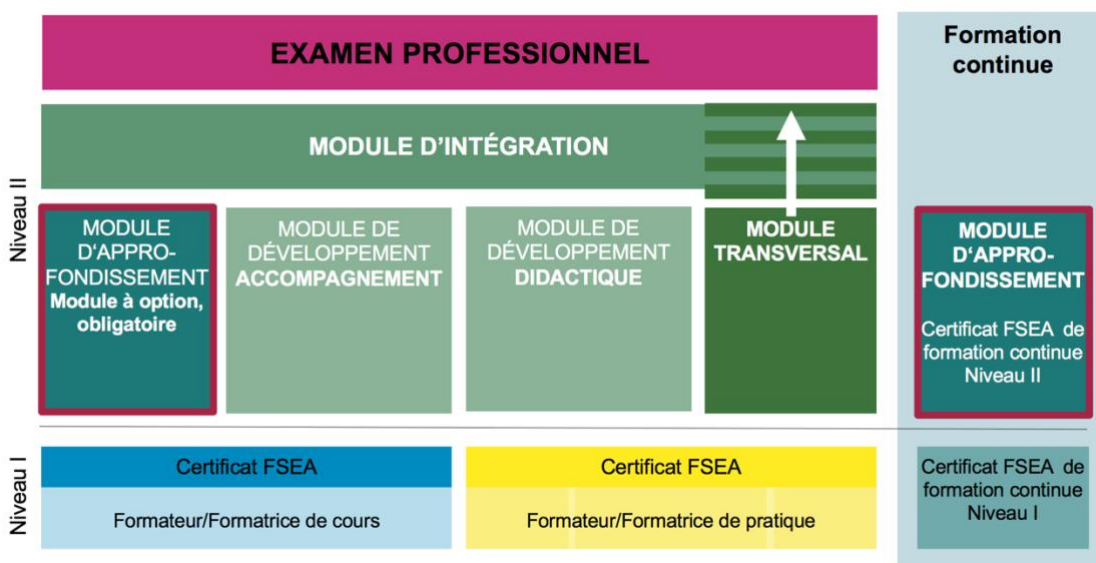 EXAMEN PROFESSIONNEL
Formation
continue
Niveau II
MODULE D'INTÉGRATION
MODULE
D'APPRO-
FONDISSEMENT
Module à option,
obligatoire
MODULE DE
DÉVELOPPEMENT
ACCOMPAGNEMENT
MODULE DE
DÉVELOPPEMENT
DIDACTIQUE
MODULE
TRANSVERSAL
MODULE
D'APPRO-
FONDISSEMENT
Certificat FSEA de
formation continue
Niveau II
Niveau I
Certificat FSEA
Formateur/Formatrice de cours
Certificat FSEA
Formateur/Formatrice de pratique
Certificat FSEA de
formation continue
Niveau I